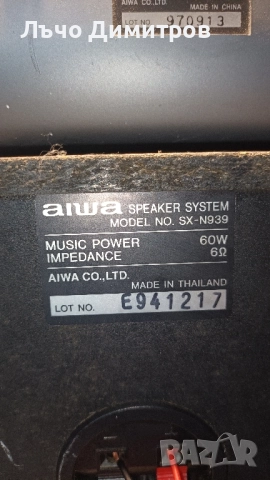 Лъчо Димитров
AIWA CO.,LTD. MADE IN CHINA
LOT NO. 970913
aiwa SPEAKER SYSTEM
MODEL NO. SX-N939
MUSIC POWER 60W
IMPEDANCE 6Ω
AIWA CO.,LTD.
MADE IN THAILAND
LOT NO. E941217
BAZAR